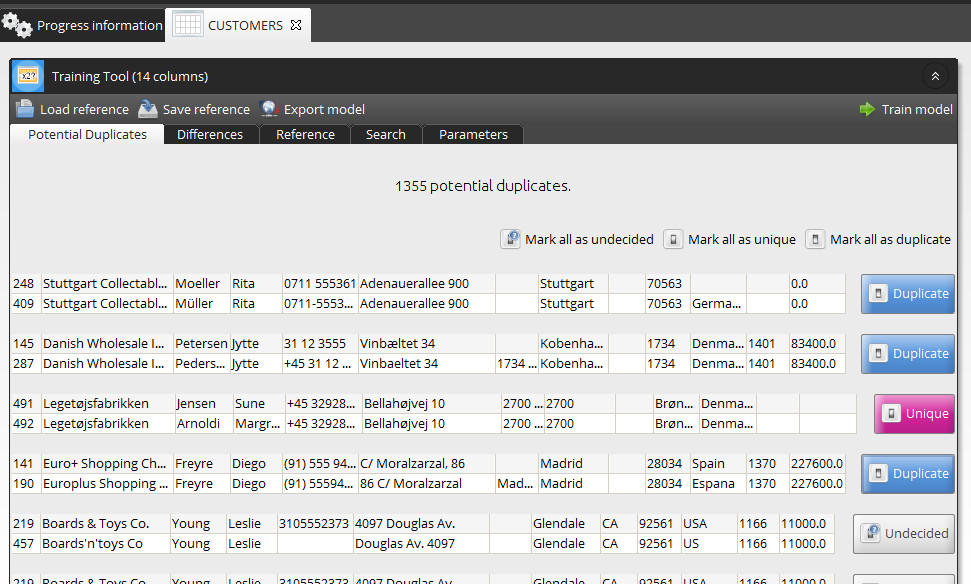 Progress information CUSTOMERS
x2?
Training Tool (14 columns)
Load reference Save reference Export model Train model
Potential Duplicates Differences Reference Search Parameters
1355 potential duplicates.
Mark all as undecided Mark all as unique Mark all as duplicate
248 Stuttgart Collectabl... Moeller Rita 0711 555361 Adenauerallee 900 Stuttgart 70563 0.0
409 Stuttgart Collectabl... Müller Rita 0711-5553... Adenauerallee 900 Stuttgart 70563 Germa... 0.0
Duplicate
145 Danish Wholesale I... Petersen Jytte 31 12 3555 Vinbæltet 34 Kobenha... 1734 Denma... 1401 83400.0
287 Danish Wholesale I... Peders... Jytte +45 31 12 ... Vinbaeltet 34 1734 ... Kobenha... 1734 Denma... 1401 83400.0
Duplicate
491 Legetøjsfabrikken Jensen Sune +45 32928... Bellahøjvej 10 2700 ... 2700 Brøn... Denma...
492 Legetøjsfabrikken Arnoldi Margr... +45 32928... Bellahøjvej 10 2700 ... 2700 Brøn... Denma...
Unique
141 Euro+ Shopping Ch... Freyre Diego (91) 555 94... C/ Moralzarzal, 86 Madrid 28034 Spain 1370 227600.0
190 Europlus Shopping ... Freyre Diego (91) 55594... 86 C/ Moralzarzal Mad... Madrid 28034 Espana 1370 227600.0
Duplicate
219 Boards & Toys Co. Young Leslie 3105552373 4097 Douglas Av. Glendale CA 92561 USA 1166 11000.0
457 Boards'n'toys Co Young Leslie Douglas Av. 4097 Glendale CA 92561 US 1166 11000.0
Undecided
219 Boards & Toys Co. Young Leslie 3105552373 4097 Douglas Av. Glendale CA 92561 USA 1166 11000.0